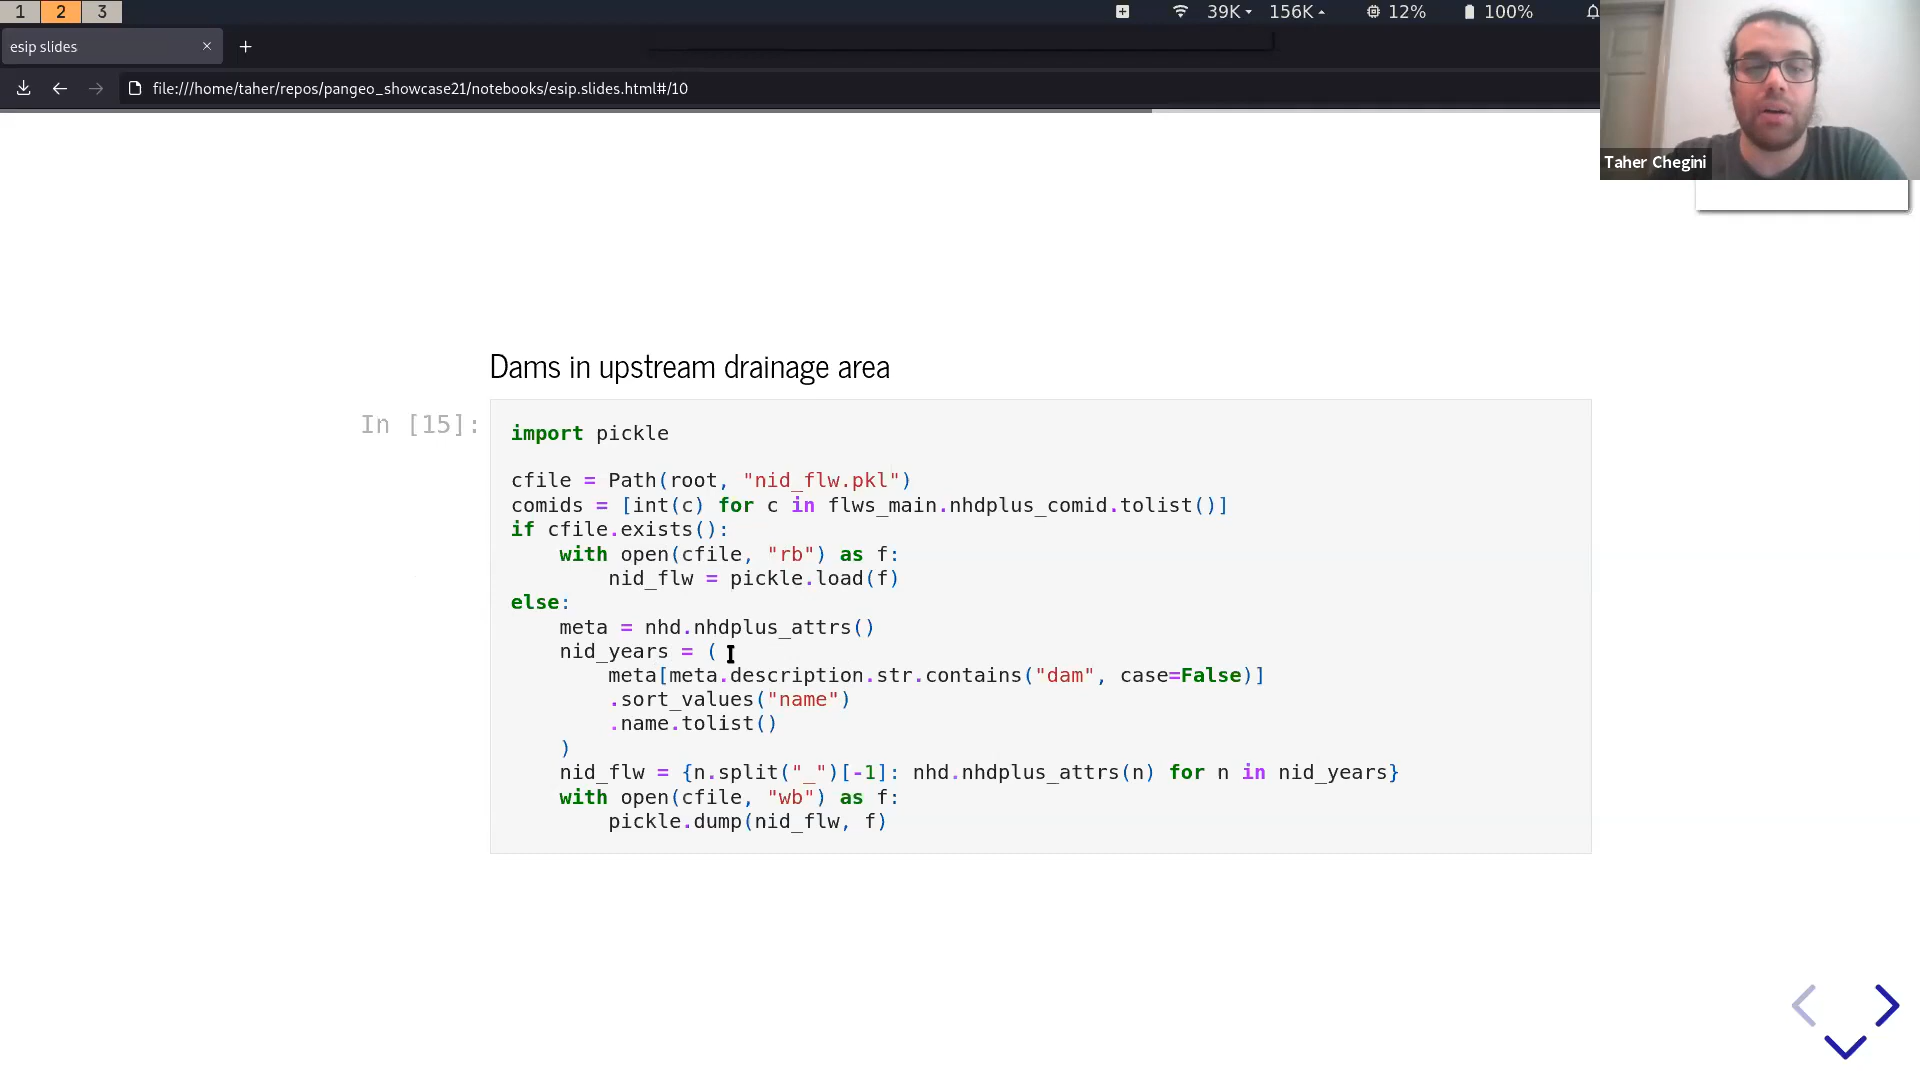 1 2 3
39K 156K 12% 100%
esip slides
file:///home/taher/repos/pangeo_showcase21/notebooks/esip.slides.html#/10
Taher Chegini
Dams in upstream drainage area
In [15]:
import pickle
cfile = Path(root, "nid_flw.pkl")
comids = [int(c) for c in flws_main.nhdplus_comid.tolist()]
if cfile.exists():
    with open(cfile, "rb") as f:
        nid_flw = pickle.load(f)
else:
    meta = nhd.nhdplus_attrs()
    nid_years = (
        meta[meta.description.str.contains("dam", case=False)]
        .sort_values("name")
        .name.tolist()
    )
    nid_flw = {n.split("_")[-1]: nhd.nhdplus_attrs(n) for n in nid_years}
    with open(cfile, "wb") as f:
        pickle.dump(nid_flw, f)